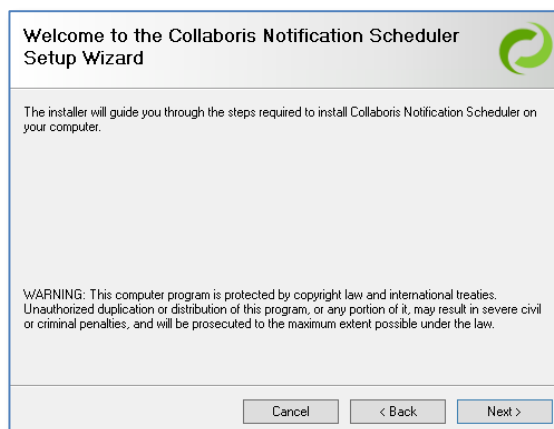 Welcome to the Collaboris Notification Scheduler
Setup Wizard
The installer will guide you through the steps required to install Collaboris Notification Scheduler on
your computer.
WARNING: This computer program is protected by copyright law and international treaties.
Unauthorized duplication or distribution of this program, or any portion of it, may result in severe civil
or criminal penalties, and will be prosecuted to the maximum extent possible under the law.
Cancel
< Back
Next >